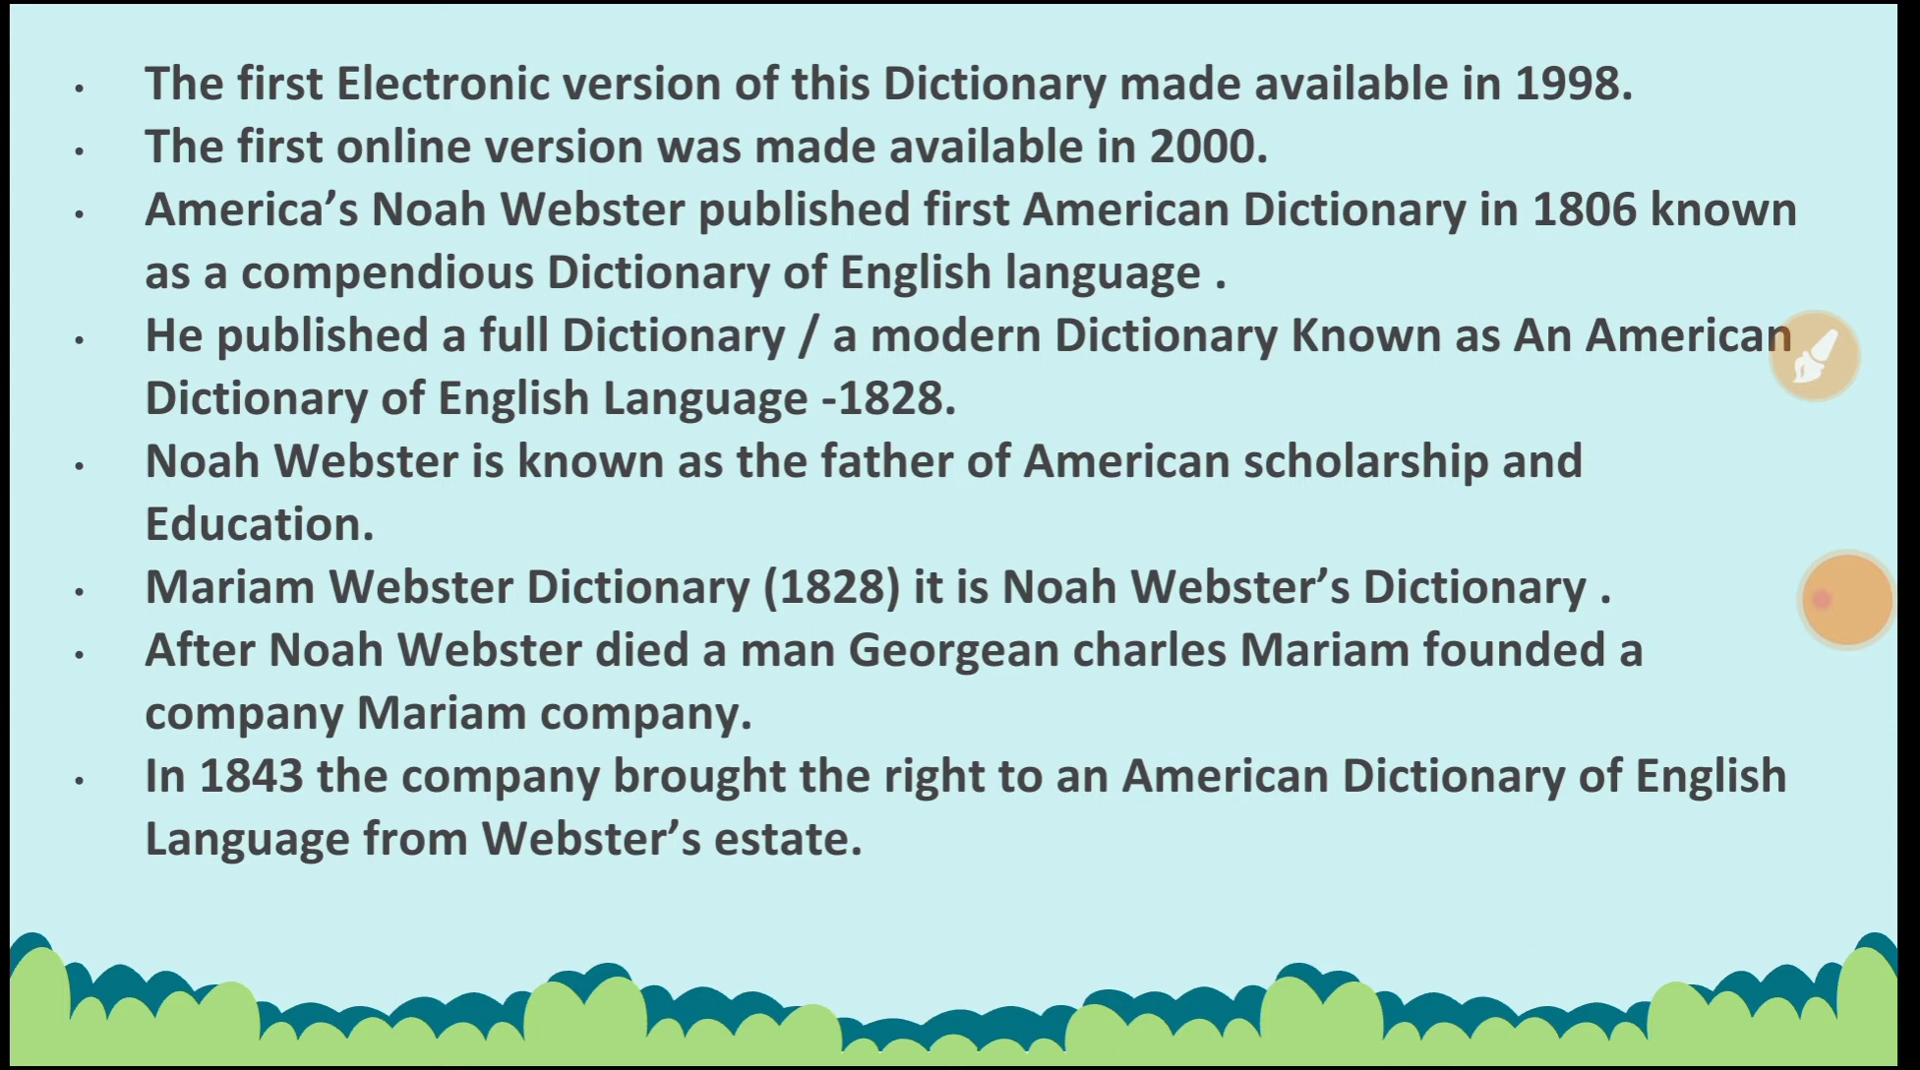 · The first Electronic version of this Dictionary made available in 1998.
· The first online version was made available in 2000.
· America’s Noah Webster published first American Dictionary in 1806 known
as a compendious Dictionary of English language .
· He published a full Dictionary / a modern Dictionary Known as An American
Dictionary of English Language -1828.
· Noah Webster is known as the father of American scholarship and
Education.
· Mariam Webster Dictionary (1828) it is Noah Webster’s Dictionary .
· After Noah Webster died a man Georgean charles Mariam founded a
company Mariam company.
· In 1843 the company brought the right to an American Dictionary of English
Language from Webster’s estate.